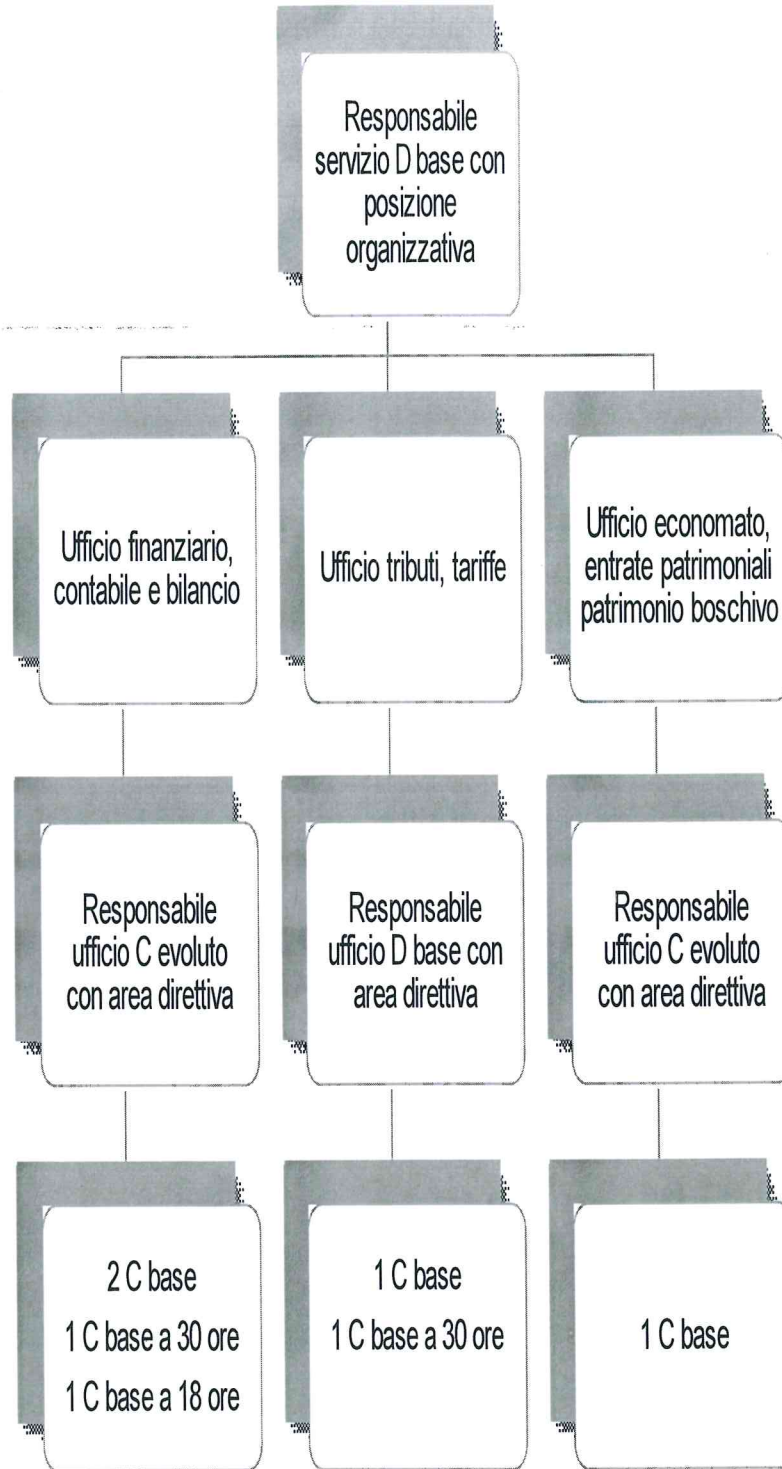 Responsabile
servizio D base con
posizione
organizzativa
Ufficio finanziario,
contabile e bilancio
Ufficio tributi, tariffe
Ufficio economato,
entrate patrimoniali
patrimonio boschivo
Responsabile
ufficio C evoluto
con area direttiva
Responsabile
ufficio D base con
area direttiva
Responsabile
ufficio C evoluto
con area direttiva
2 C base
1 C base a 30 ore
1 C base a 18 ore
1 C base
1 C base a 30 ore
1 C base